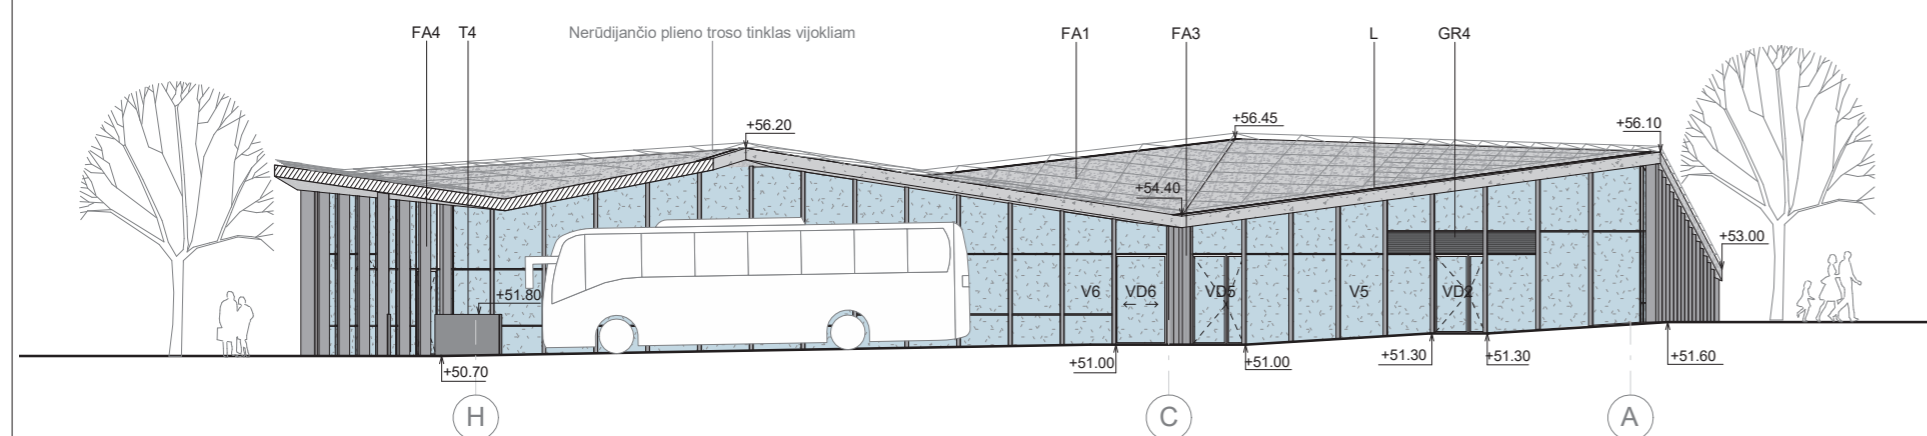 FA4 T4 Nerūdijančio plieno troso tinklas vijokliam FA1 FA3 L GR4
+56.20 +56.45 +56.10
+54.40
+53.00
+51.80 V6 VD6 VD5 V5 VD2
+50.70 +51.00 +51.00 +51.30 +51.30 +51.60
H C A